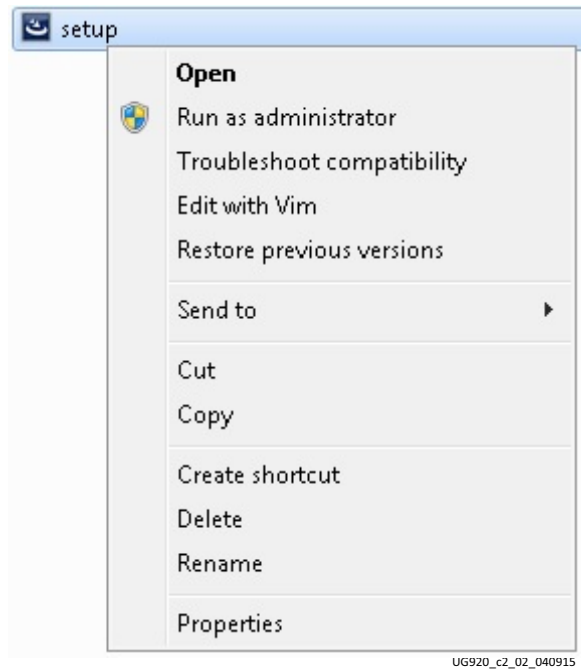 setup
Open
Run as administrator
Troubleshoot compatibility
Edit with Vim
Restore previous versions
Send to
Cut
Copy
Create shortcut
Delete
Rename
Properties
UG920_c2_02_040915